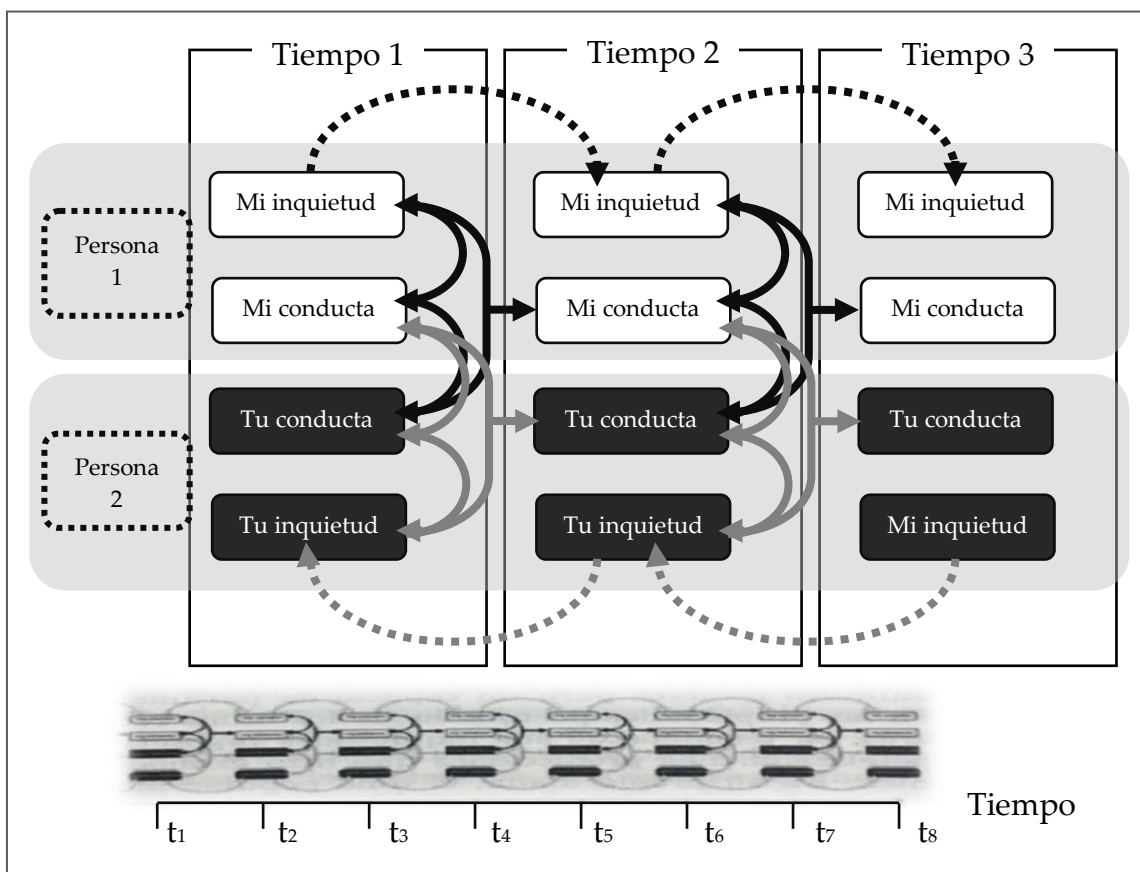 Tiempo 1
Tiempo 2
Tiempo 3
Persona
1
Mi inquietud
Mi inquietud
Mi inquietud
Mi conducta
Mi conducta
Mi conducta
Persona
2
Tu conducta
Tu conducta
Tu conducta
Tu inquietud
Tu inquietud
Mi inquietud
t1
t2
t3
t4
t5
t6
t7
t8
Tiempo